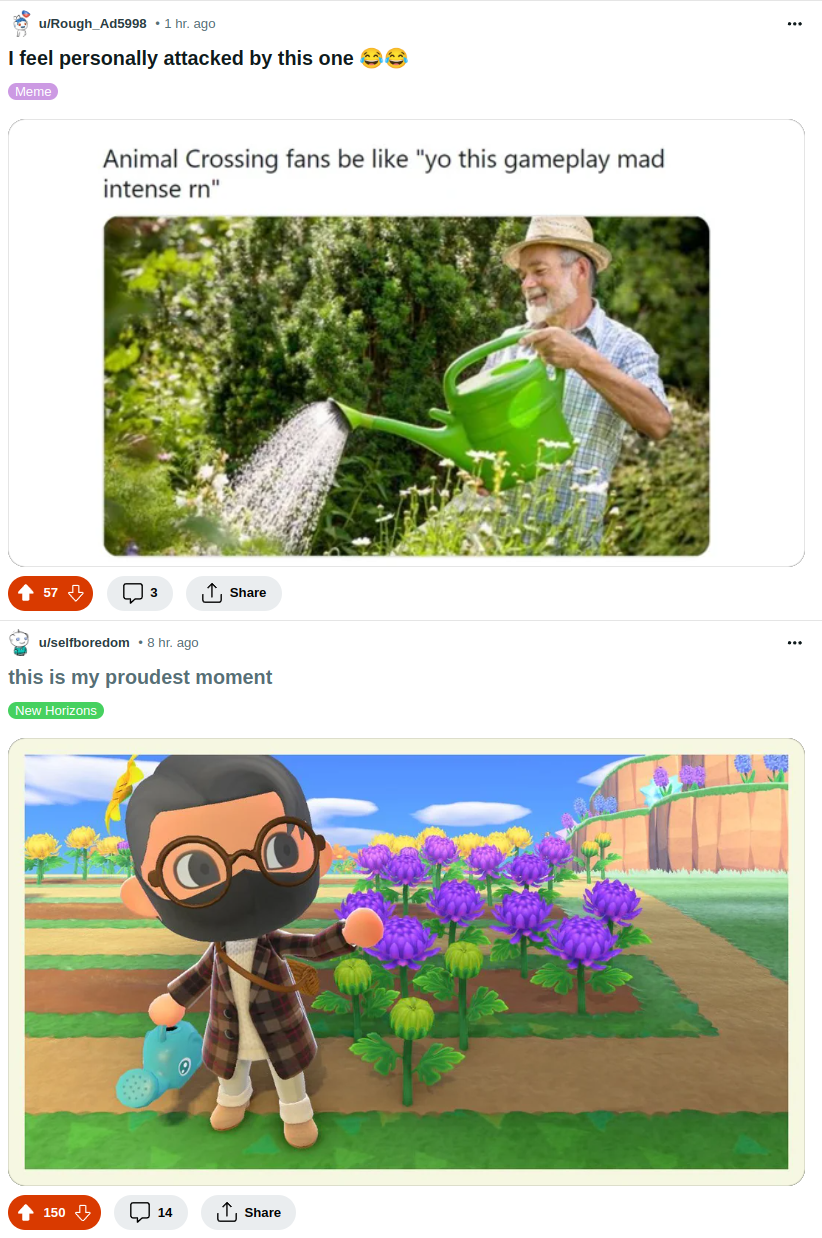 u/Rough_Ad5998 • 1 hr. ago
I feel personally attacked by this one 😂😂
Meme
Animal Crossing fans be like "yo this gameplay mad
intense rn"
57 3 Share
u/selfboredom • 8 hr. ago
this is my proudest moment
New Horizons
150 14 Share